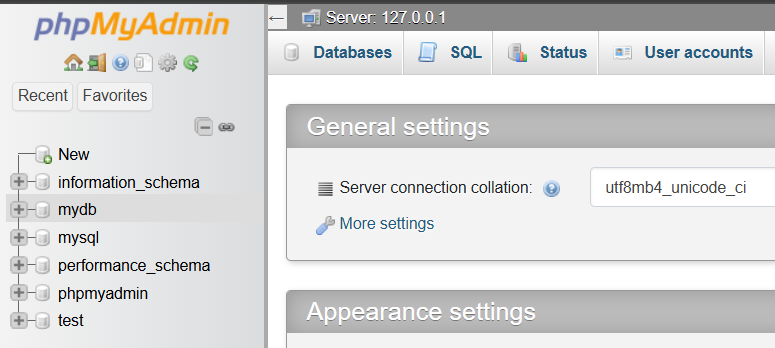 phpMyAdmin
Recent
Favorites
New
information_schema
mydb
mysql
performance_schema
phpmyadmin
test
Server: 127.0.0.1
Databases
SQL
Status
User accounts
General settings
Server connection collation:
utf8mb4_unicode_ci
More settings
Appearance settings